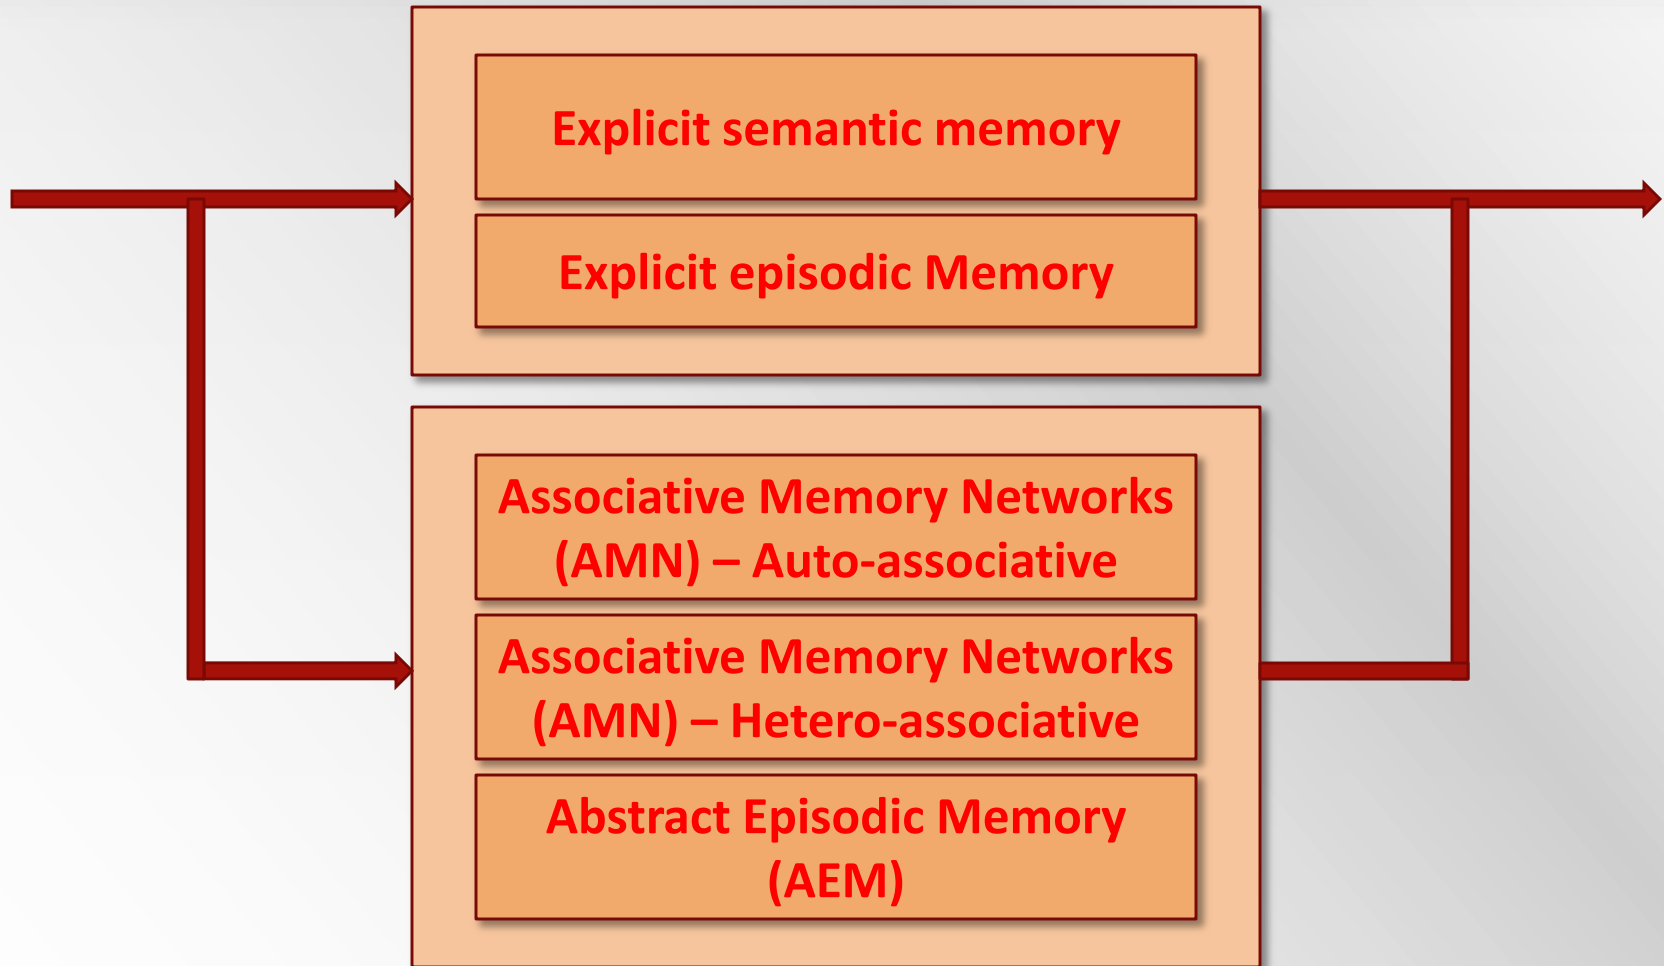 Explicit semantic memory
Explicit episodic Memory
Associative Memory Networks
(AMN) – Auto-associative
Associative Memory Networks
(AMN) – Hetero-associative
Abstract Episodic Memory
(AEM)